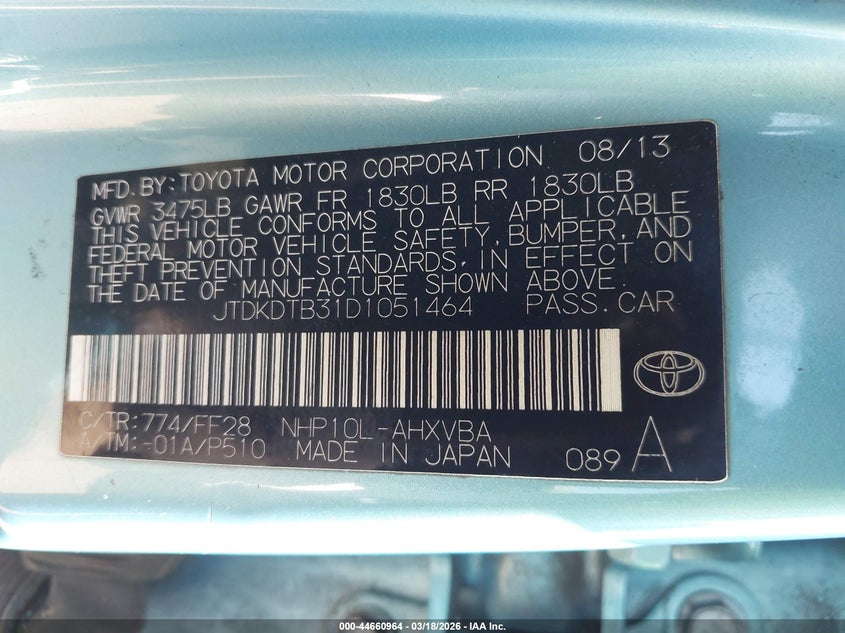 MFD. BY: TOYOTA MOTOR CORPORATION 08/13
GVWR 3475LB GAWR FR 1830LB RR 1830LB
THIS VEHICLE CONFORMS TO ALL APPLICABLE
FEDERAL MOTOR VEHICLE SAFETY, BUMPER, AND
THEFT PREVENTION STANDARDS, IN EFFECT ON
THE DATE OF MANUFACTURE SHOWN ABOVE.
JTDKDTB31D1051464 PASS. CAR
C/TR: 774/FF28 NHP10L-AHXVBA
A/TM: -01A/P510 MADE IN JAPAN 089 A
000-44660964 - 03/18/2026 - IAA Inc.